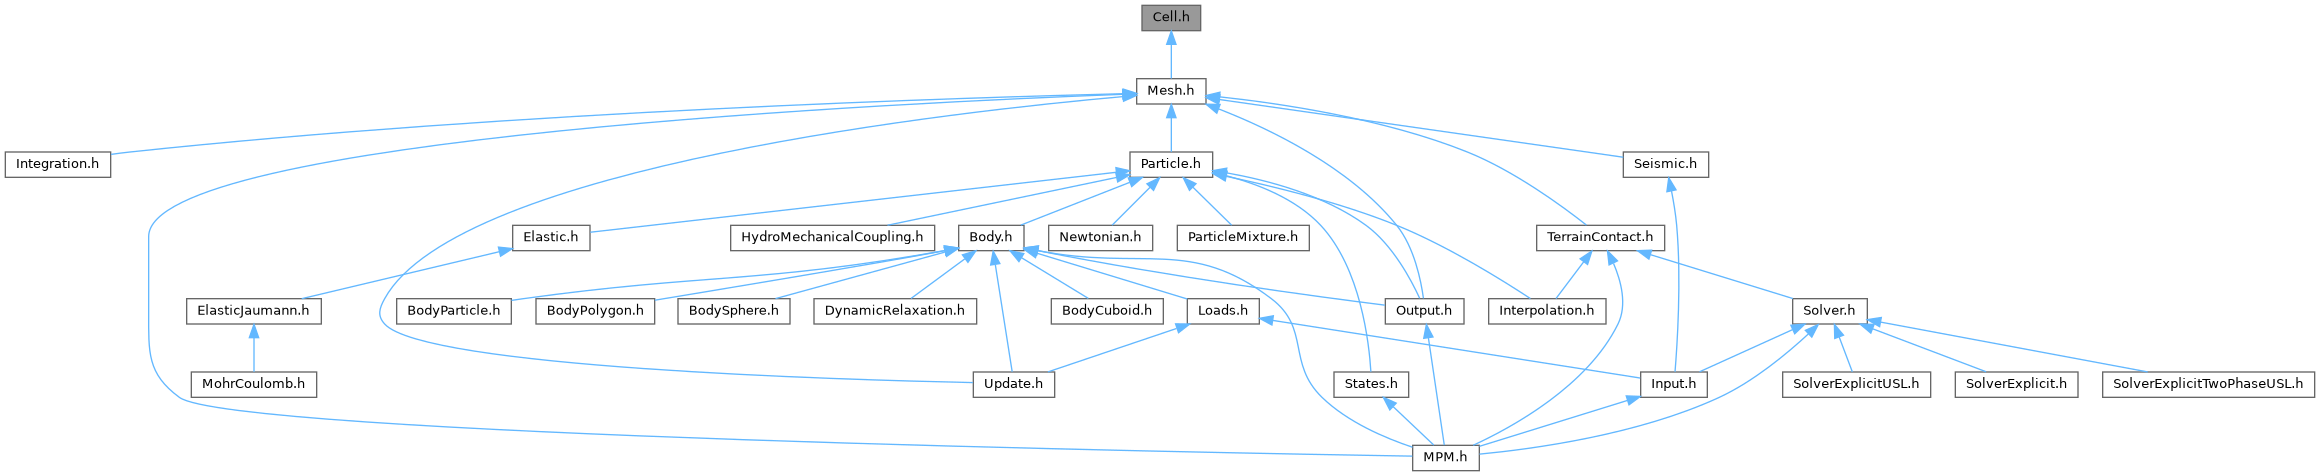 Cell.h
Mesh.h
Integration.h
Particle.h
Seismic.h
Elastic.h
HydroMechanicalCoupling.h
Body.h
Newtonian.h
ParticleMixture.h
TerrainContact.h
ElasticJaumann.h
BodyParticle.h
BodyPolygon.h
BodySphere.h
DynamicRelaxation.h
BodyCuboid.h
Loads.h
Output.h
Interpolation.h
Solver.h
MohrCoulomb.h
Update.h
States.h
Input.h
SolverExplicitUSL.h
SolverExplicit.h
SolverExplicitTwoPhaseUSL.h
MPM.h